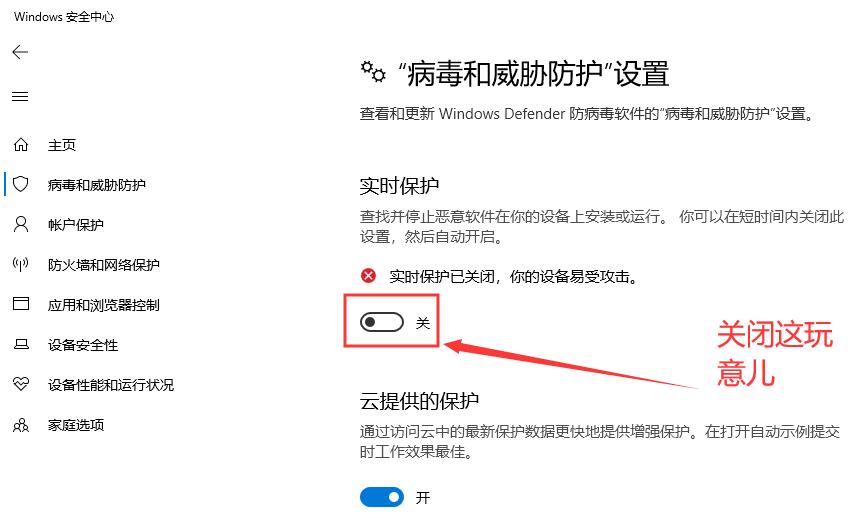 Windows 安全中心
“病毒和威胁防护”设置
查看和更新 Windows Defender 防病毒软件的“病毒和威胁防护”设置。
主页
病毒和威胁防护
帐户保护
防火墙和网络保护
应用和浏览器控制
设备安全性
设备性能和运行状况
家庭选项
实时保护
查找并停止恶意软件在你的设备上安装或运行。 你可以在短时间内关闭此
设置，然后自动开启。
实时保护已关闭，你的设备易受攻击。
关
关闭这玩
意儿
云提供的保护
通过访问云中的最新保护数据更快地提供增强保护。在打开自动示例提交
时工作效果最佳。
开